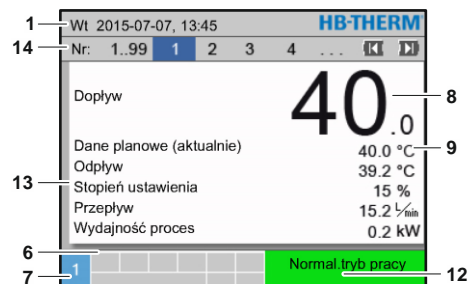 1 Wt 2015-07-07, 13:45 HB-THERM
14 Nr: 1..99 1 2 3 4 ...
Dopływ 40.0 8
Dane planowe (aktualnie) 40.0 °C 9
Odpływ 39.2 °C
13 Stopień ustawienia 15 %
Przepływ 15.2 L/min
Wydajność proces 0.2 kW
6
7 1 Normal.tryb pracy 12